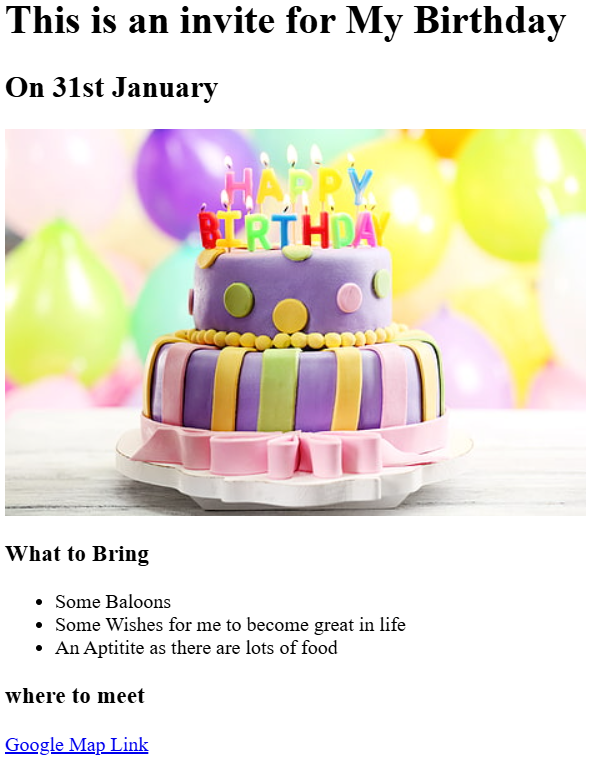 This is an invite for My Birthday
On 31st January
HAPPY
BIRTHDAY
What to Bring
Some Baloons
Some Wishes for me to become great in life
An Aptitite as there are lots of food
where to meet
Google Map Link